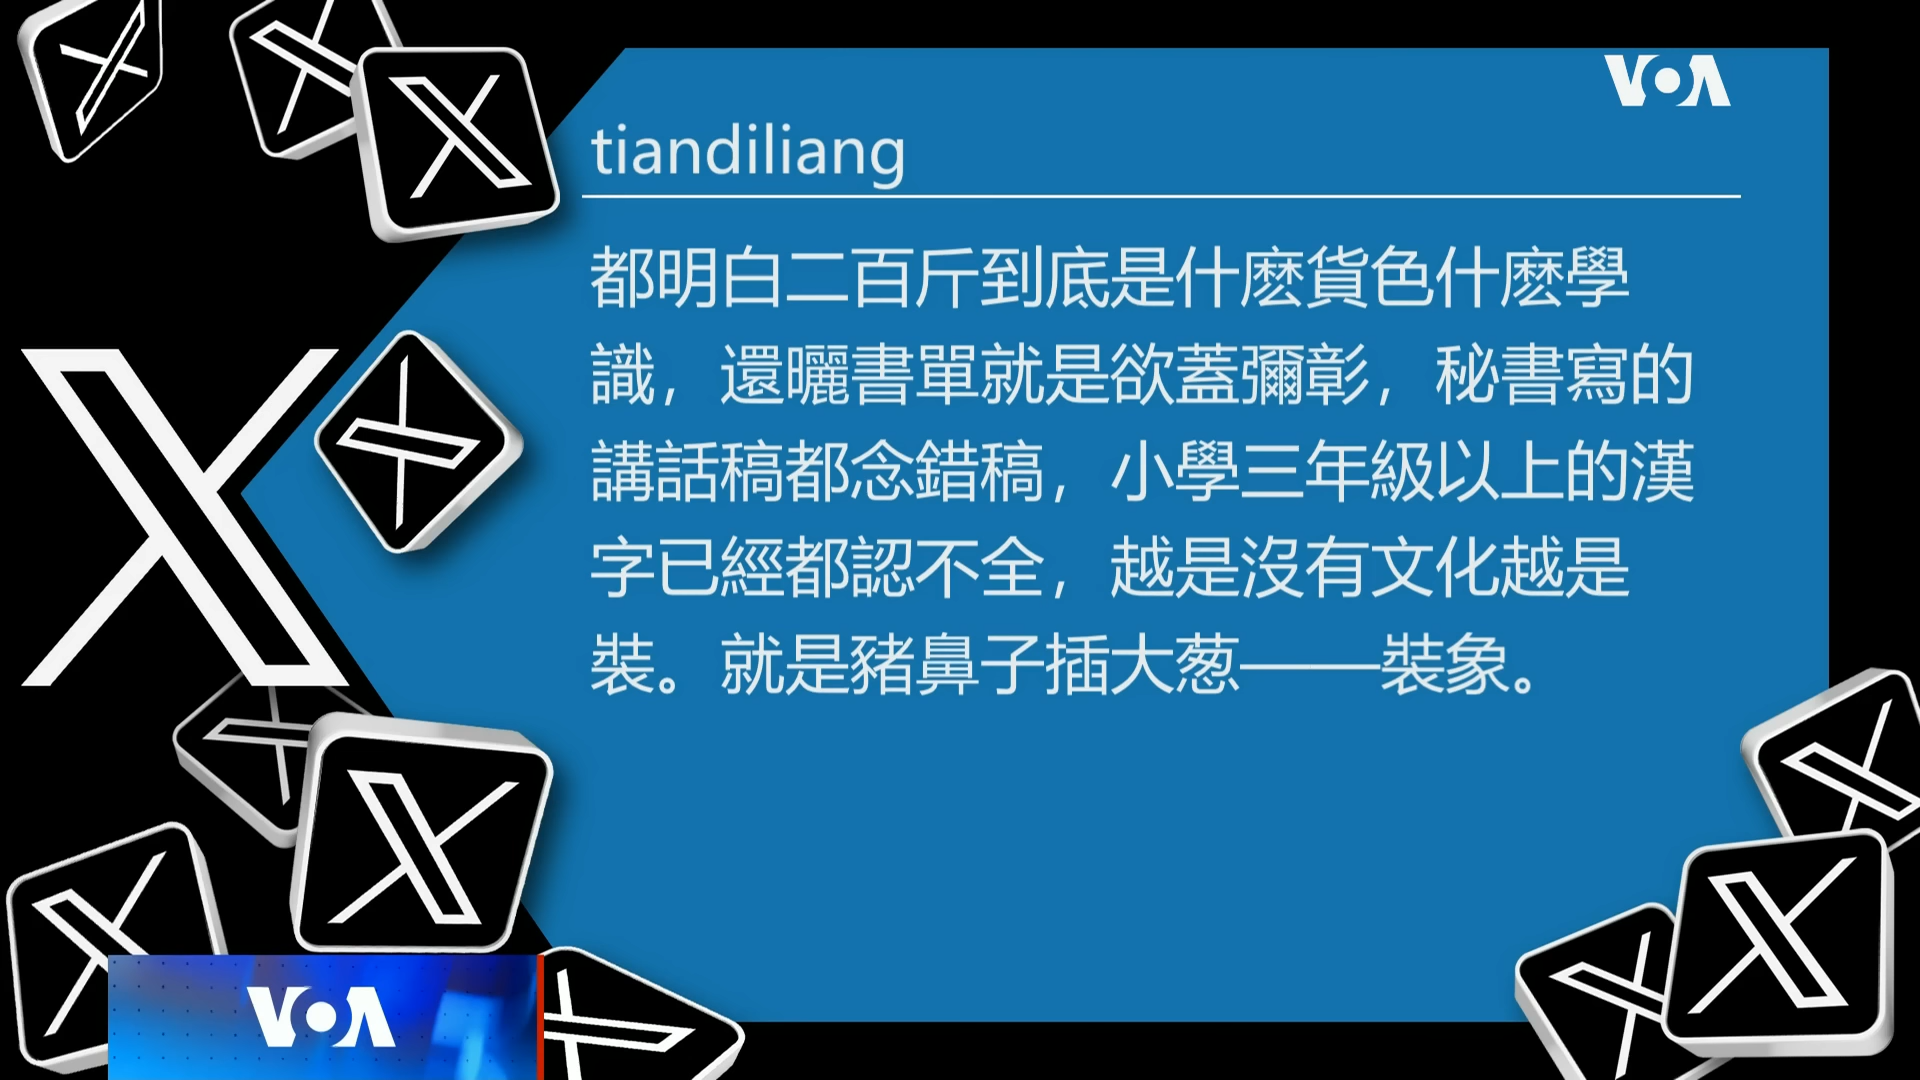 VOA
tiandiliang
都明白二百斤到底是什麽貨色什麽學
識，還曬書單就是欲蓋彌彰，秘書寫的
講話稿都念錯稿，小學三年級以上的漢
字已經都認不全，越是沒有文化越是
裝。就是豬鼻子插大葱——裝象。
VOA